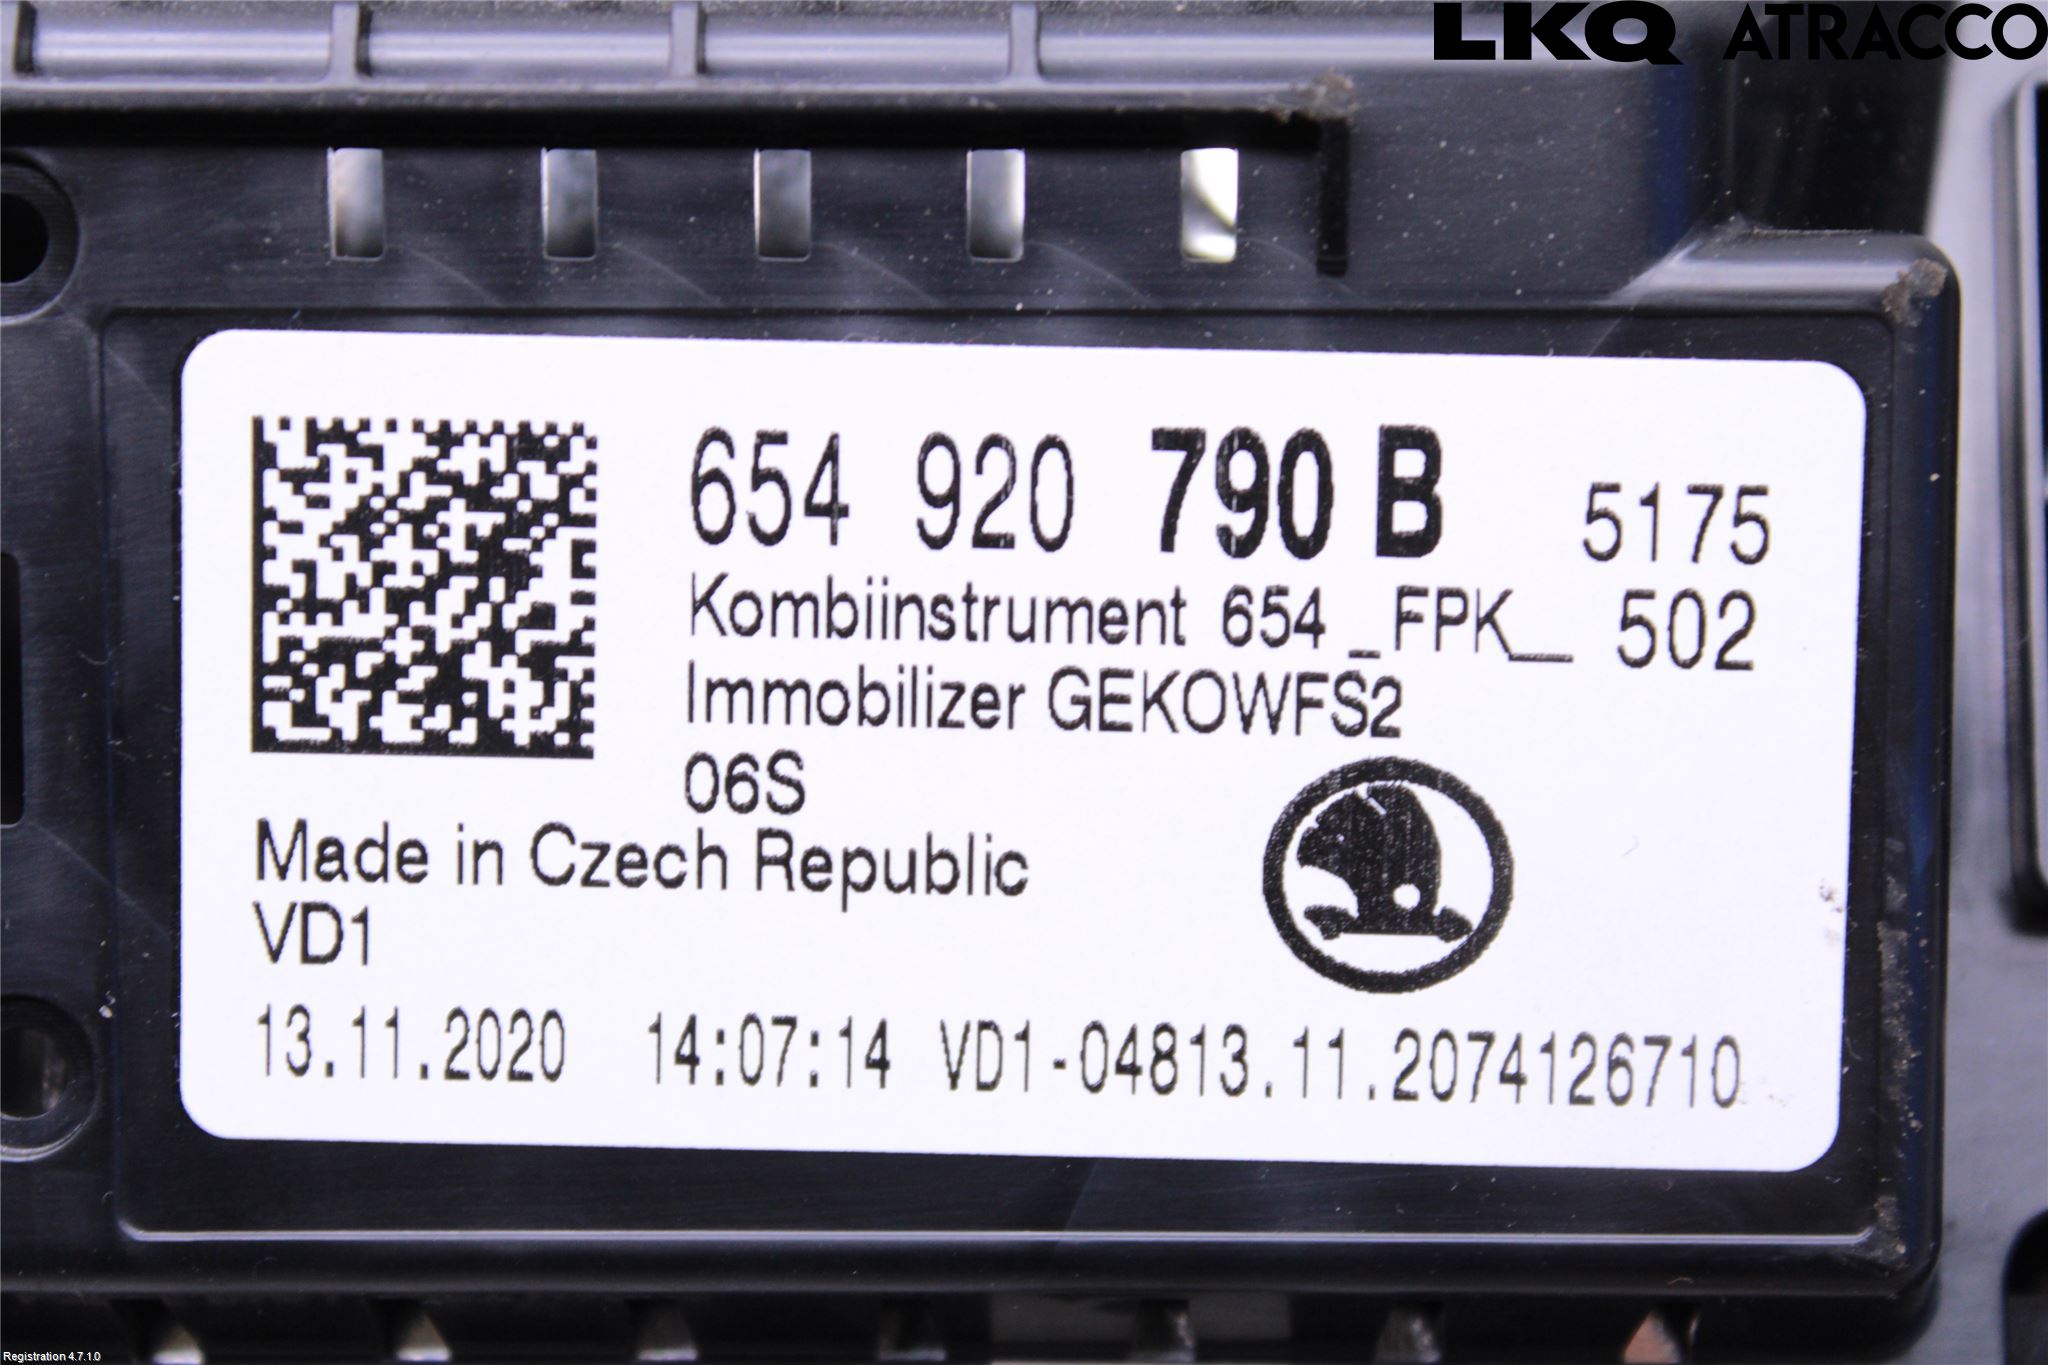 LKQ ATRACCO
654 920 790 B 5175
Kombiinstrument 654 _FPK__ 502
Immobilizer GEKOWFS2
06S
Made in Czech Republic
VD1
13.11.2020 14:07:14 VD1-04813.11.2074126710
Registration 4.7.1.0